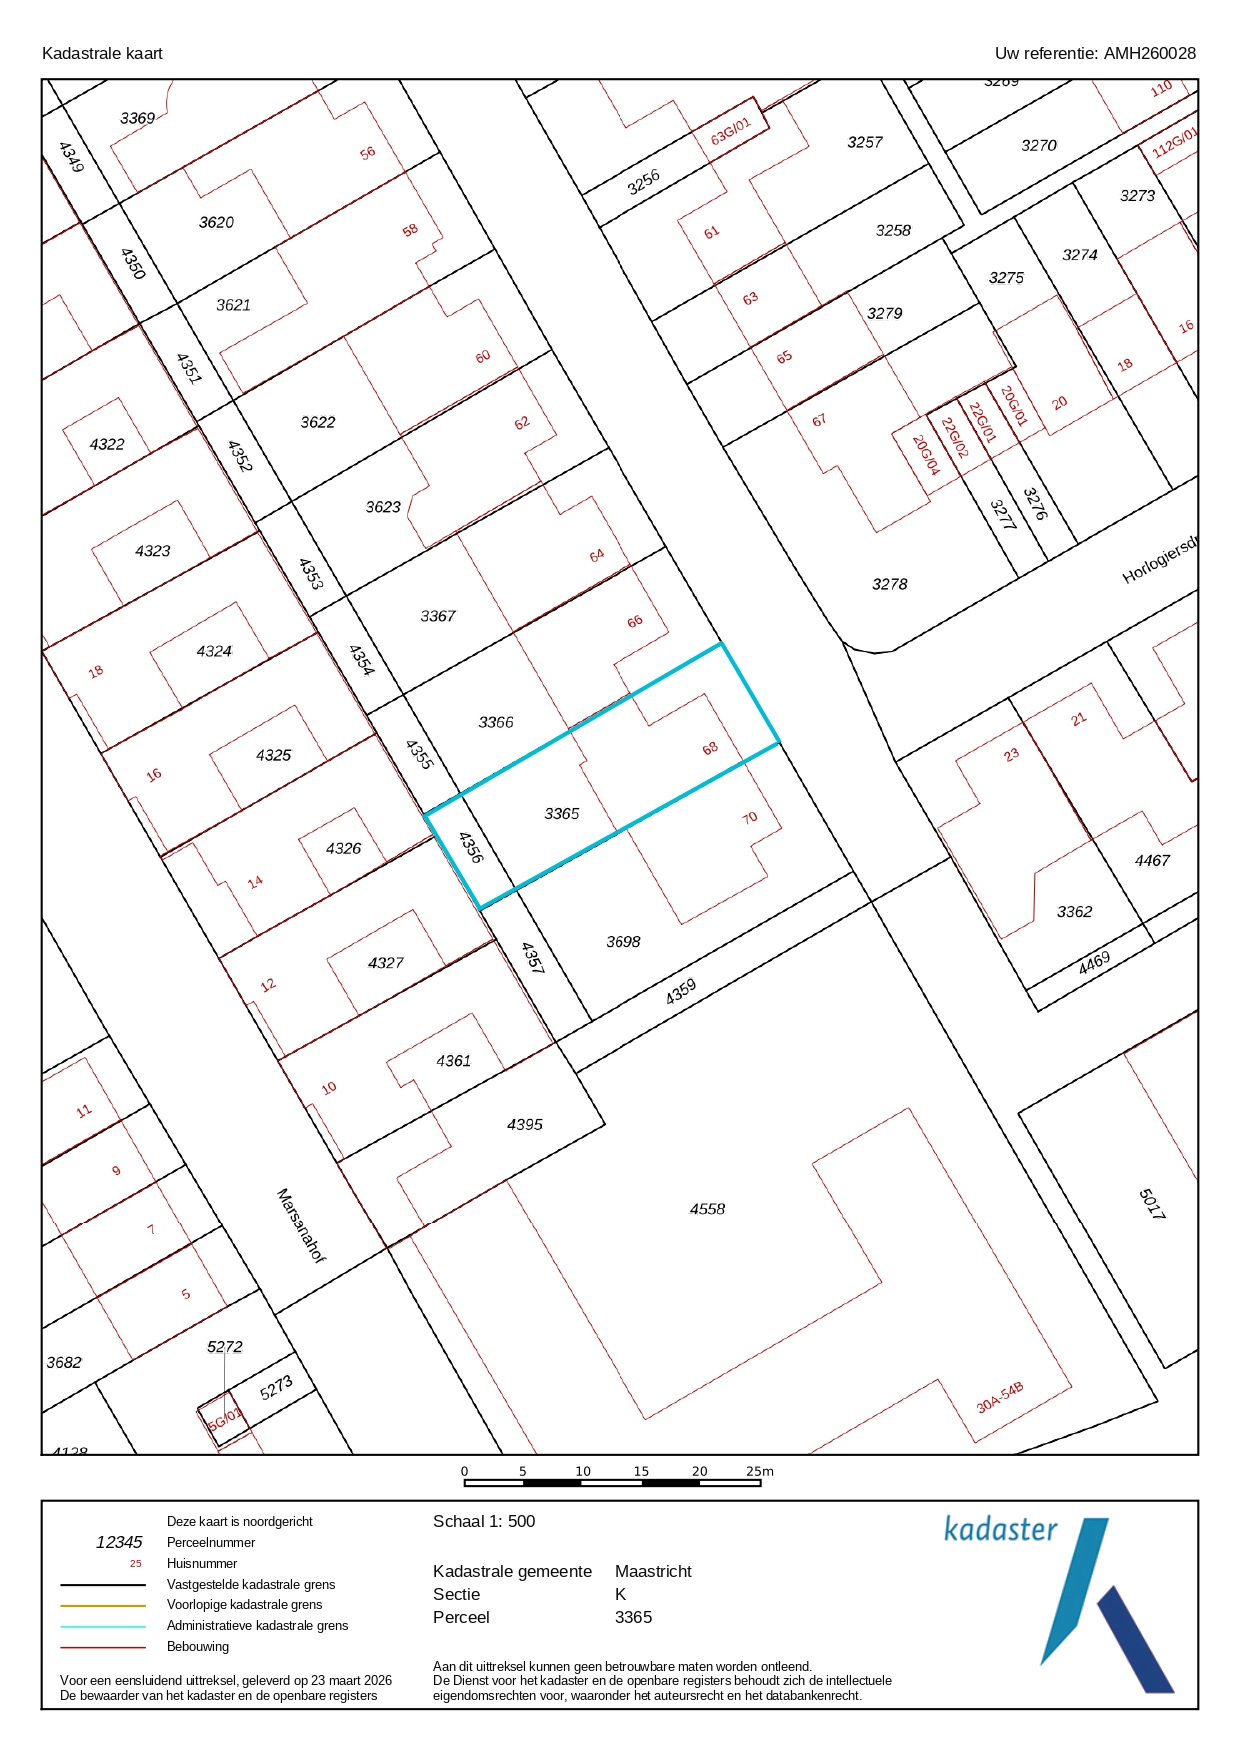 Kadastrale kaart
Uw referentie: AMH260028
3369
4349
56
63G/01
3257
3269
110
3270
112G/01
3256
3273
3620
58
61
3258
3274
4350
3275
3621
63
3279
16
4351
60
65
18
3622
62
67
20
20G/01
22G/01
22G/02
20G/04
4322
4352
3623
3276
3277
4323
64
4353
Horlogiersdr
3278
3367
66
4324
18
4354
3366
21
4325
16
4355
68
23
3365
70
4326
4356
14
4467
3362
3698
4327
4357
4469
12
4359
4361
10
11
4395
9
5017
4558
Marsanahof
7
5
5272
3682
5273
30A-54B
5G/01
4128
0 5 10 15 20 25m
Deze kaart is noordgericht
12345 Perceelnummer
25 Huisnummer
Vastgestelde kadastrale grens
Voorlopige kadastrale grens
Administratieve kadastrale grens
Bebouwing
Voor een eensluidend uittreksel, geleverd op 23 maart 2026
De bewaarder van het kadaster en de openbare registers
Schaal 1: 500
Kadastrale gemeente Maastricht
Sectie K
Perceel 3365
Aan dit uittreksel kunnen geen betrouwbare maten worden ontleend.
De Dienst voor het kadaster en de openbare registers behoudt zich de intellectuele
eigendomsrechten voor, waaronder het auteursrecht en het databankenrecht.
kadaster